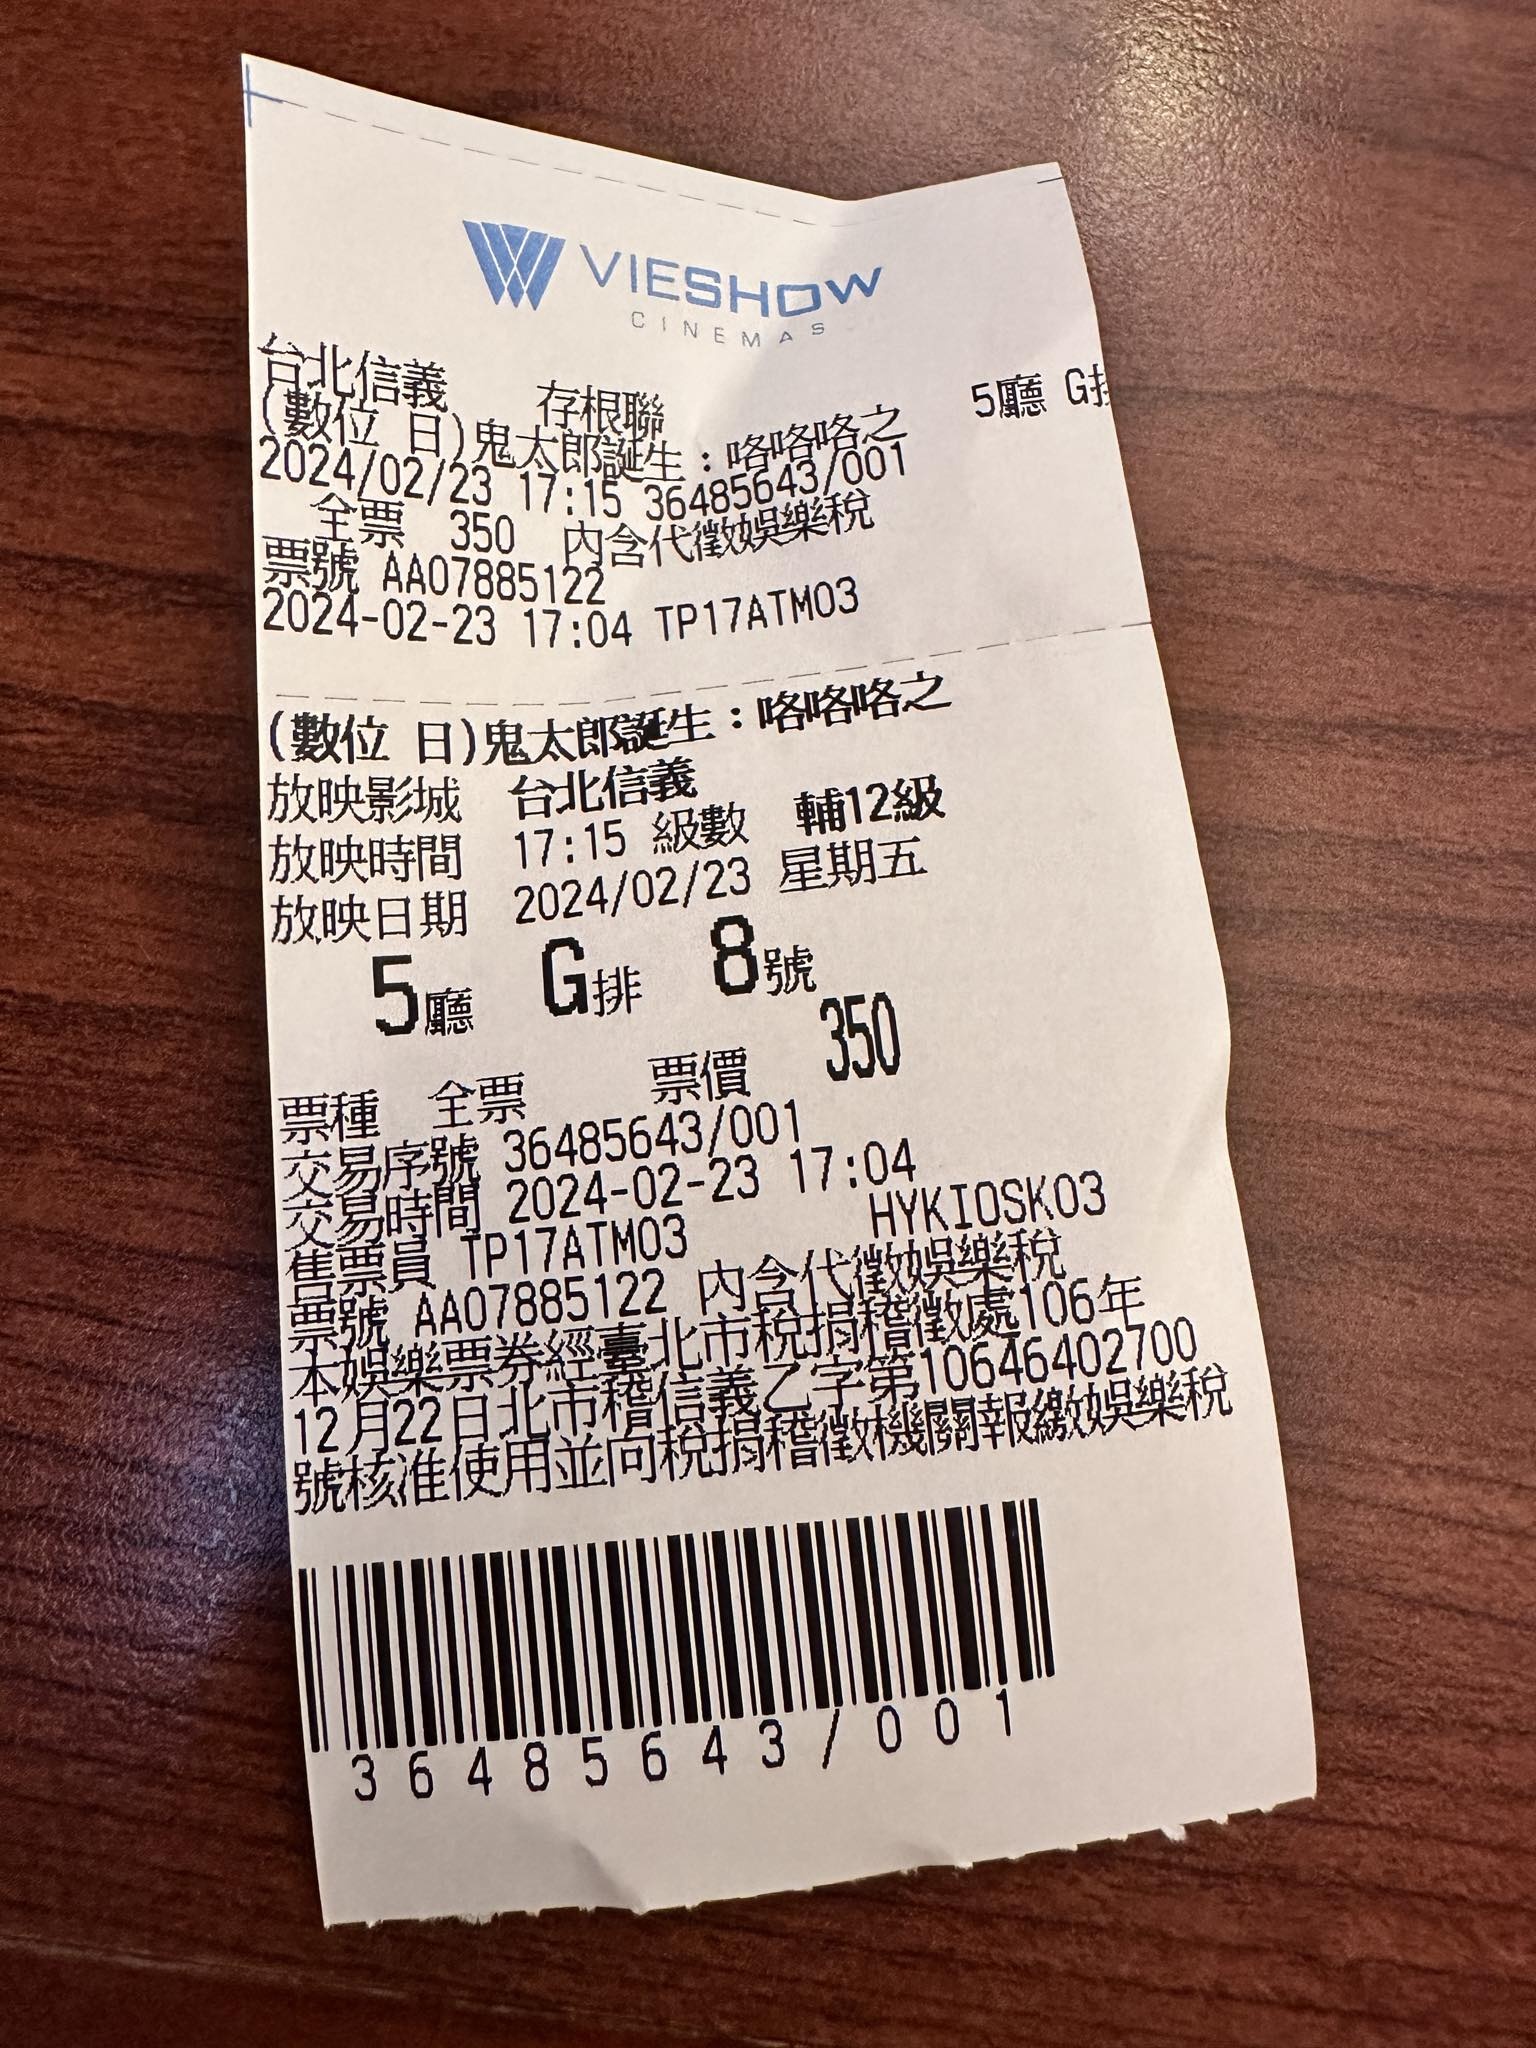 VIESHOW
CINEMAS
台北信義 存根聯 5廳 G排
(數位 日)鬼太郎誕生：咯咯咯之
2024/02/23 17:15 36485643/001
全票 350 內含代徵娛樂稅
票號 AA07885122
2024-02-23 17:04 TP17ATM03
(數位 日)鬼太郎誕生：咯咯咯之
放映影城 台北信義
放映時間 17:15 級數 輔12級
放映日期 2024/02/23 星期五
5廳 G排 8號
票種 全票 票價 350
交易序號 36485643/001
交易時間 2024-02-23 17:04
售票員 TP17ATM03 HYKIOSK03
票號 AA07885122 內含代徵娛樂稅
本娛樂票券經臺北市稅捐稽徵處106年
12月22日北市稽信義乙字第10646402700
號核准使用並向稅捐稽徵機關報繳娛樂稅
36485643/001